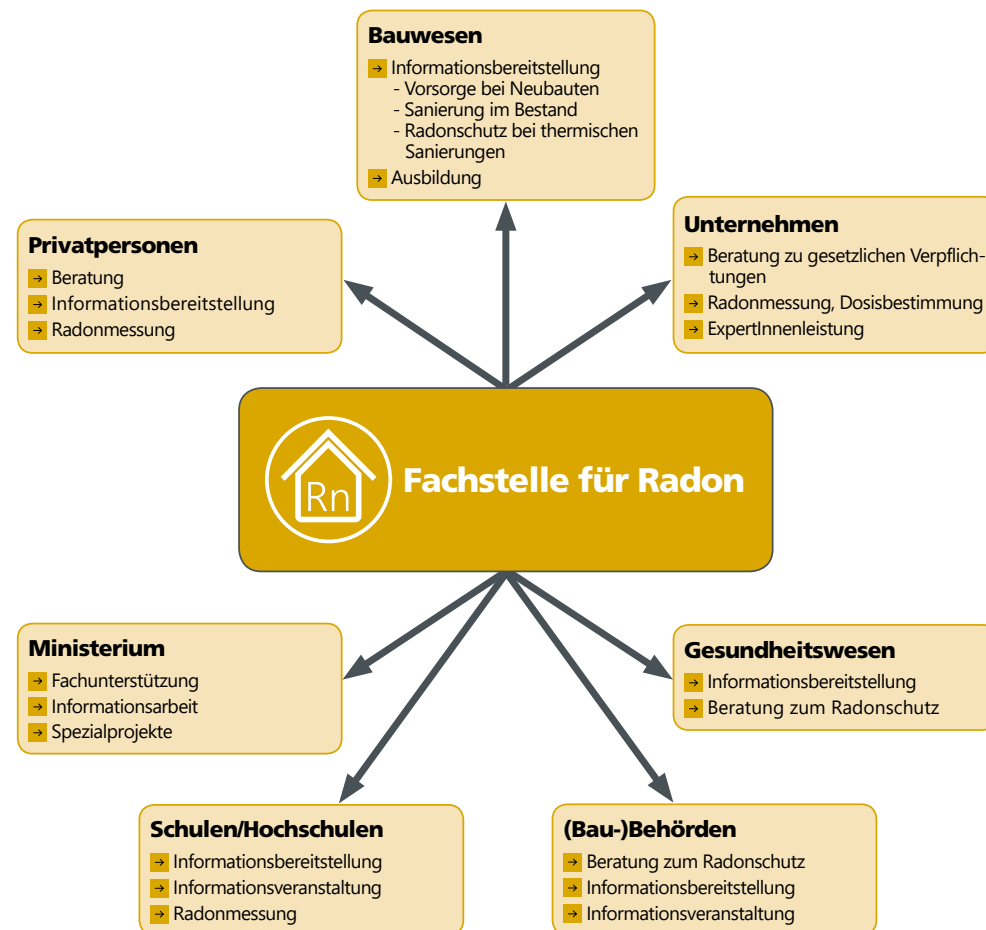 Bauwesen
→ Informationsbereitstellung
- Vorsorge bei Neubauten
- Sanierung im Bestand
- Radonschutz bei thermischen
Sanierungen
→ Ausbildung
Privatpersonen
→ Beratung
→ Informationsbereitstellung
→ Radonmessung
Unternehmen
→ Beratung zu gesetzlichen Verpflich-
tungen
→ Radonmessung, Dosisbestimmung
→ ExpertInnenleistung
Rn
Fachstelle für Radon
Ministerium
→ Fachunterstützung
→ Informationsarbeit
→ Spezialprojekte
Gesundheitswesen
→ Informationsbereitstellung
→ Beratung zum Radonschutz
Schulen/Hochschulen
→ Informationsbereitstellung
→ Informationsveranstaltung
→ Radonmessung
(Bau-)Behörden
→ Beratung zum Radonschutz
→ Informationsbereitstellung
→ Informationsveranstaltung